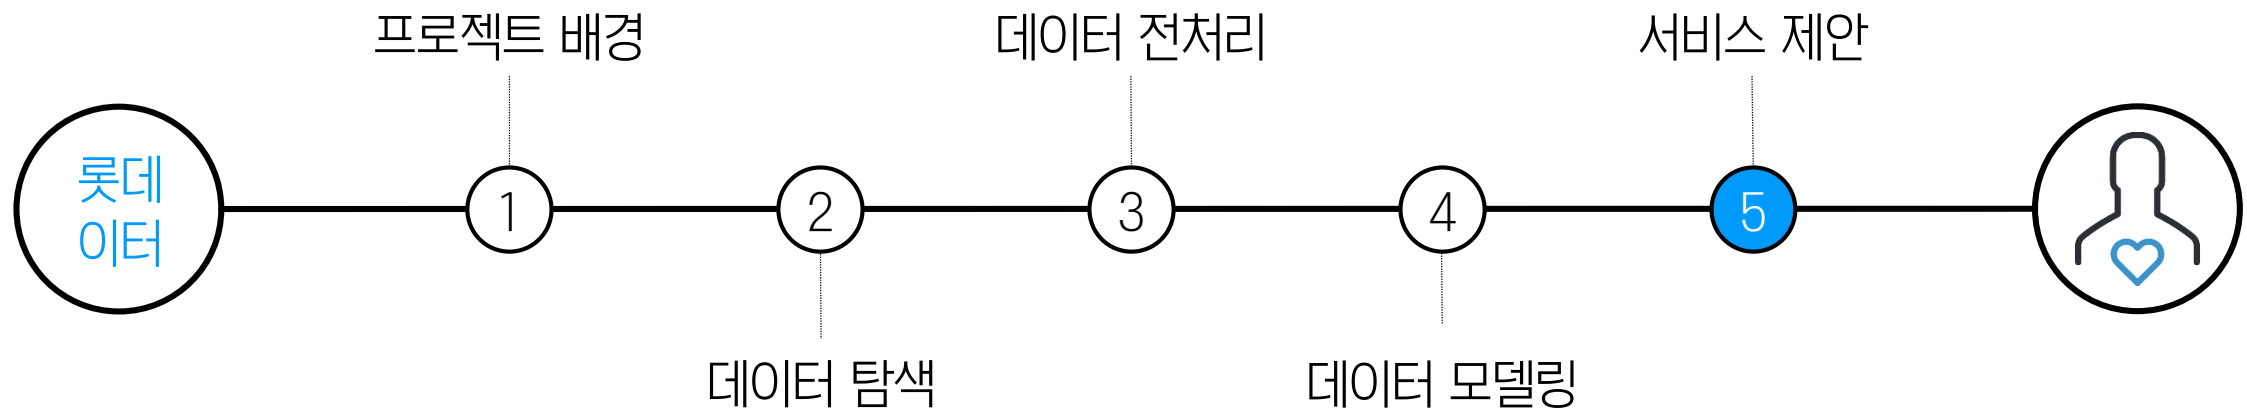 프로젝트 배경
데이터 전처리
서비스 제안
롯데
이터
1
2
3
4
5
데이터 탐색
데이터 모델링